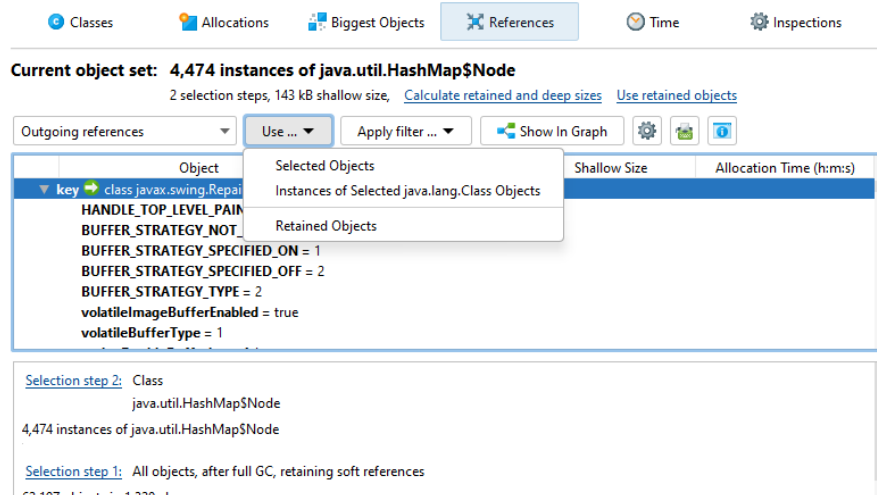 Classes Allocations Biggest Objects References Time Inspections
Current object set: 4,474 instances of java.util.HashMap$Node
2 selection steps, 143 kB shallow size, Calculate retained and deep sizes Use retained objects
Outgoing references Use ... Apply filter ... Show In Graph
Selected Objects
Instances of Selected java.lang.Class Objects
Retained Objects
Object Shallow Size Allocation Time (h:m:s)
key class javax.swing.Repai
HANDLE_TOP_LEVEL_PAIN
BUFFER_STRATEGY_NOT_
BUFFER_STRATEGY_SPECIFIED_ON = 1
BUFFER_STRATEGY_SPECIFIED_OFF = 2
BUFFER_STRATEGY_TYPE = 2
volatileImageBufferEnabled = true
volatileBufferType = 1
Selection step 2: Class
java.util.HashMap$Node
4,474 instances of java.util.HashMap$Node
Selection step 1: All objects, after full GC, retaining soft references